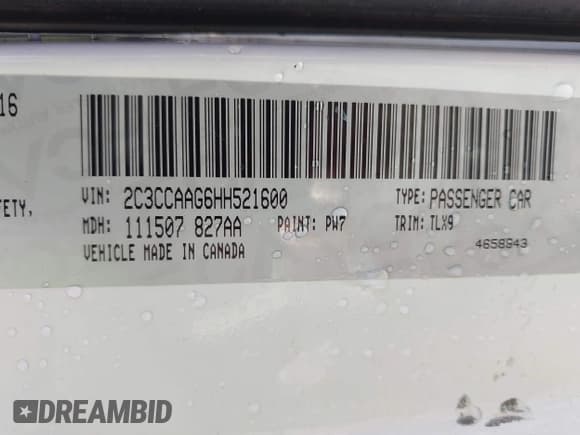 16
VIN: 2C3CCAAG6HH521600 TYPE: PASSENGER CAR
FETY,
MDH: 111507 827AA PAINT: PW7 TRIM: TLX9
VEHICLE MADE IN CANADA 4658943
DREAMBID